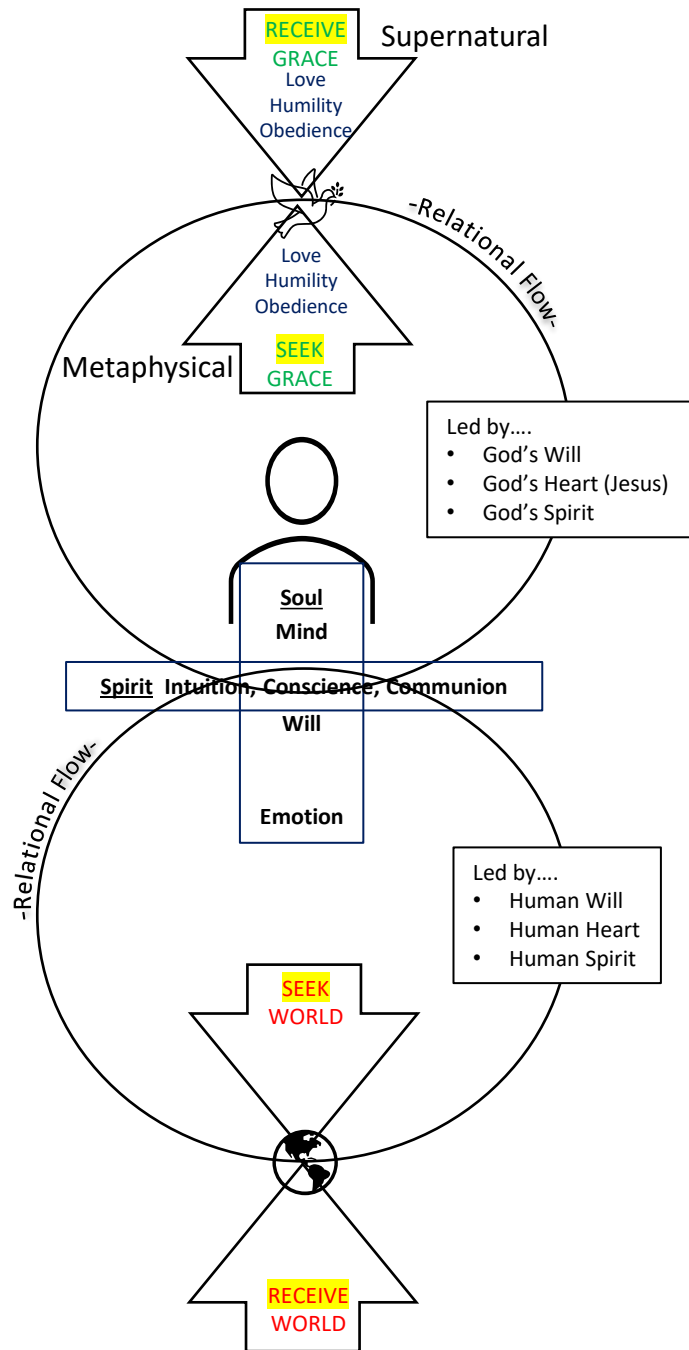 RECEIVE
GRACE
Supernatural
Love
Humility
Obedience
-Relational Flow-
Love
Humility
Obedience
Metaphysical
SEEK
GRACE
Led by....
• God’s Will
• God’s Heart (Jesus)
• God’s Spirit
Soul
Mind
Spirit Intuition, Conscience, Communion
Will
-Relational Flow-
Emotion
Led by....
• Human Will
• Human Heart
• Human Spirit
SEEK
WORLD
RECEIVE
WORLD